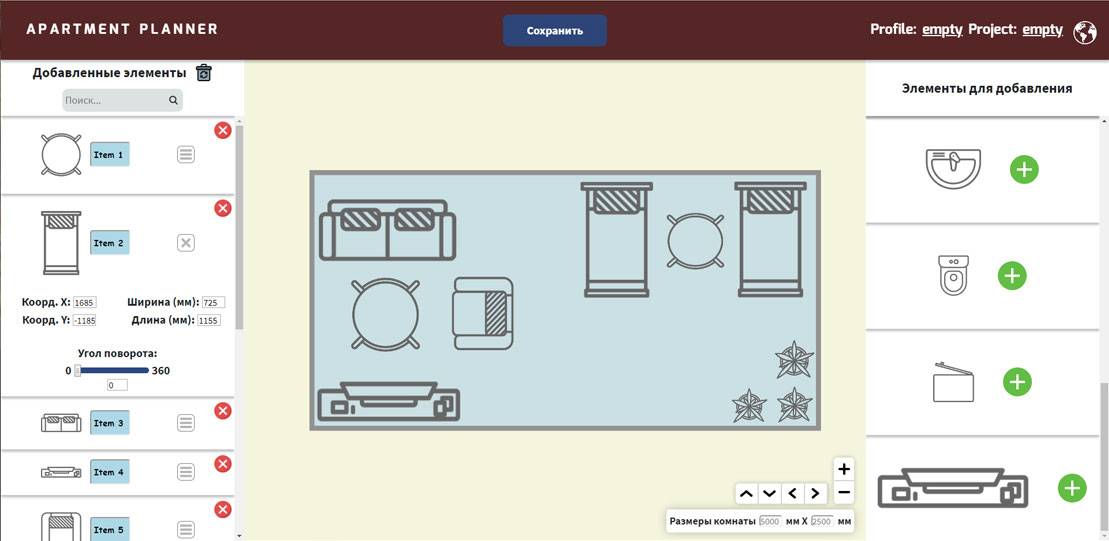 APARTMENT PLANNER
Сохранить
Profile: empty Project: empty
Добавленные элементы
Поиск...
Item 1
Item 2
Коорд. X: 1685 Ширина (мм): 725
Коорд. Y: -1185 Длина (мм): 1155
Угол поворота:
0 360
0
Item 3
Item 4
Item 5
Размеры комнаты 5000 мм X 2500 мм
Элементы для добавления